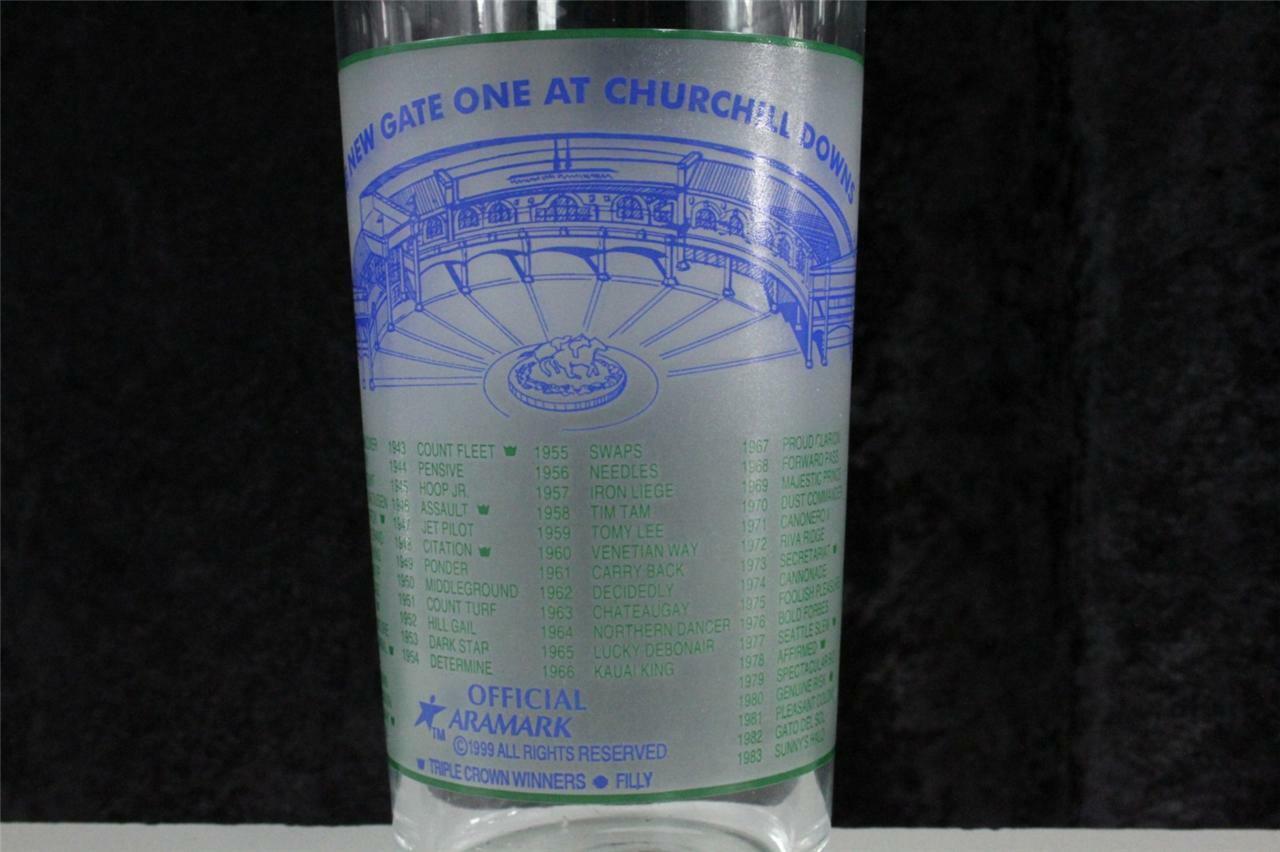 NEW GATE ONE AT CHURCHILL DOWNS
1943 COUNT FLEET
1944 PENSIVE
1945 HOOP JR.
1946 ASSAULT
1947 JET PILOT
1948 CITATION
1949 PONDER
1950 MIDDLEGROUND
1951 COUNT TURF
1952 HILL GAIL
1953 DARK STAR
1954 DETERMINE
1955 SWAPS
1956 NEEDLES
1957 IRON LIEGE
1958 TIM TAM
1959 TOMY LEE
1960 VENETIAN WAY
1961 CARRY BACK
1962 DECIDEDLY
1963 CHATEAUGAY
1964 NORTHERN DANCER
1965 LUCKY DEBONAIR
1966 KAUAI KING
1967 PROUD CLARION
1968 FORWARD PASS
1969 MAJESTIC PRINCE
1970 DUST COMMANDER
1971 CANONERO II
1972 RIVA RIDGE
1973 SECRETARIAT
1974 CANNONADE
1975 FOOLISH PLEASURE
1976 BOLD FORBES
1977 SEATTLE SLEW
1978 AFFIRMED
1979 SPECTACULAR
1980 GENUINE RISK
1981 PLEASANT COLONY
1982 GATO DEL SOL
1983 SUNNY'S HALO
OFFICIAL
ARAMARK
TM
©1999 ALL RIGHTS RESERVED
TRIPLE CROWN WINNERS ● FILLY